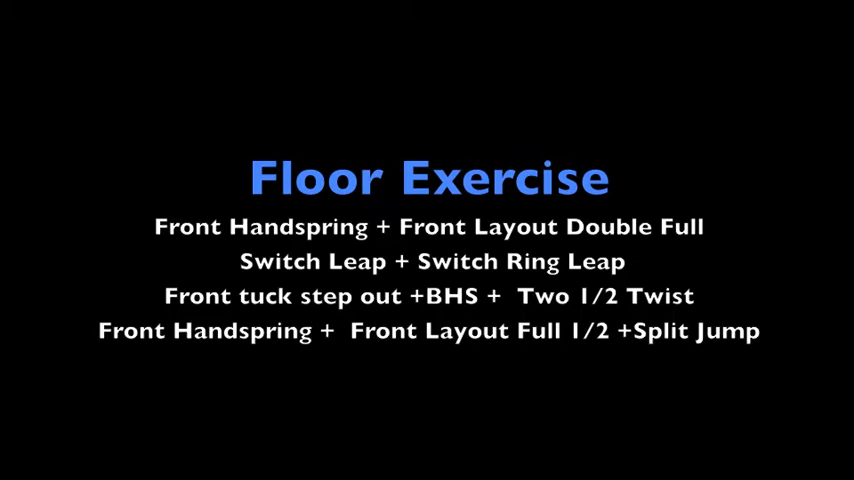 Floor Exercise
Front Handspring + Front Layout Double Full
Switch Leap + Switch Ring Leap
Front tuck step out +BHS + Two 1/2 Twist
Front Handspring + Front Layout Full 1/2 +Split Jump